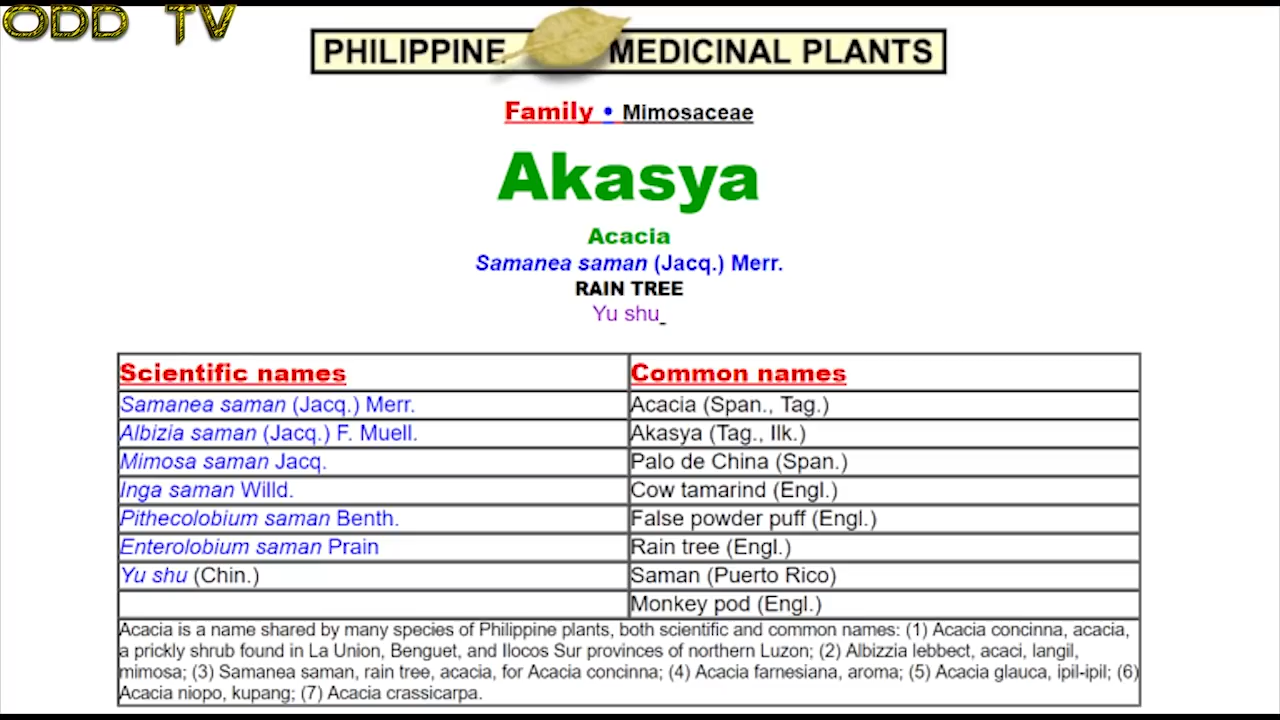 ODD TV
PHILIPPINE MEDICINAL PLANTS
Family • Mimosaceae
Akasya
Acacia
Samanea saman (Jacq.) Merr.
RAIN TREE
Yu shu
Scientific names Common names
Samanea saman (Jacq.) Merr. Acacia (Span., Tag.)
Albizia saman (Jacq.) F. Muell. Akasya (Tag., Ilk.)
Mimosa saman Jacq. Palo de China (Span.)
Inga saman Willd. Cow tamarind (Engl.)
Pithecolobium saman Benth. False powder puff (Engl.)
Enterolobium saman Prain Rain tree (Engl.)
Yu shu (Chin.) Saman (Puerto Rico)
Monkey pod (Engl.)
Acacia is a name shared by many species of Philippine plants, both scientific and common names: (1) Acacia concinna, acacia,
a prickly shrub found in La Union, Benguet, and Ilocos Sur provinces of northern Luzon; (2) Albizzia lebbect, acaci, langil,
mimosa; (3) Samanea saman, rain tree, acacia, for Acacia concinna; (4) Acacia farnesiana, aroma; (5) Acacia glauca, ipil-ipil; (6)
Acacia niopo, kupang; (7) Acacia crassicarpa.